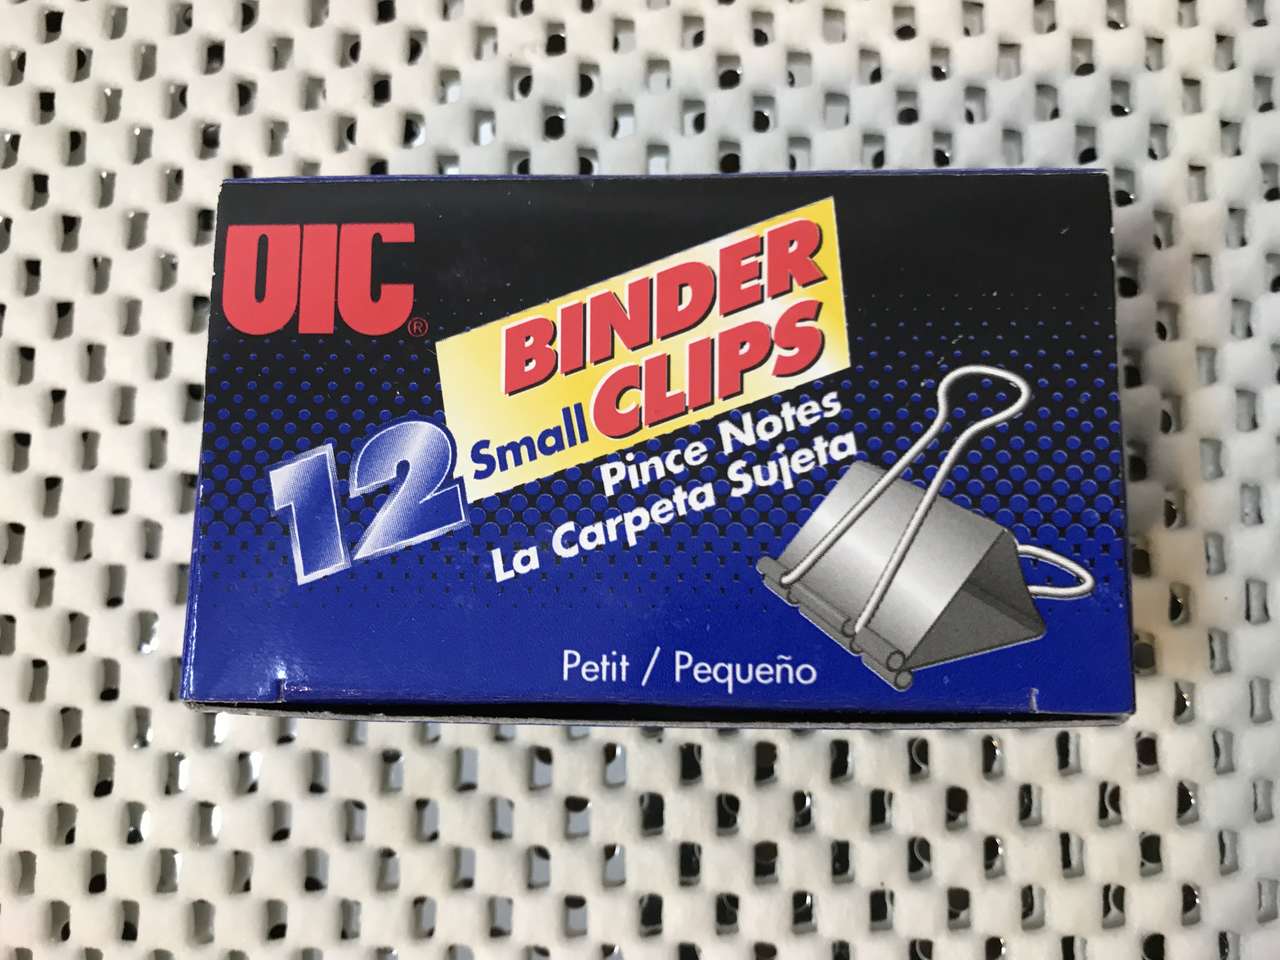 OIC®
BINDER
Small CLIPS
12
Pince Notes
La Carpeta Sujeta
Petit / Pequeño